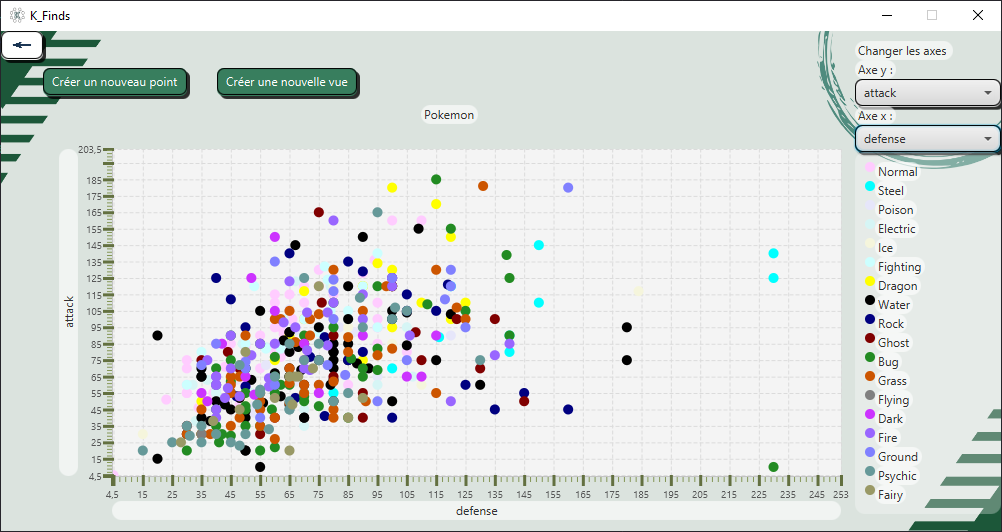 K_Finds
Créer un nouveau point
Créer une nouvelle vue
Changer les axes
Axe y :
attack
Axe x :
defense
Pokemon
attack
203,5
185
175
165
155
145
135
125
115
105
95
85
75
65
55
45
35
25
15
4,5
4,5
15
25
35
45
55
65
75
85
95
105
115
125
135
145
155
165
175
185
195
205
215
225
235
245
253
defense
Normal
Steel
Poison
Electric
Ice
Fighting
Dragon
Water
Rock
Ghost
Bug
Grass
Flying
Dark
Fire
Ground
Psychic
Fairy